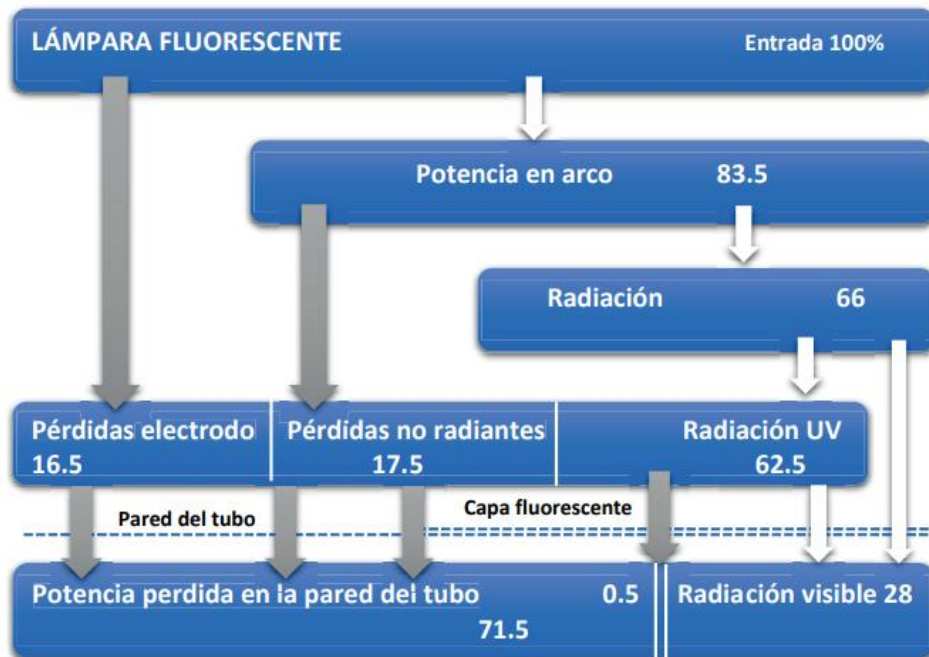 LÁMPARA FLUORESCENTE Entrada 100%
Potencia en arco 83.5
Radiación 66
Pérdidas electrodo Pérdídas no radiantes Radiación UV
16.5 17.5 62.5
Pared del tubo Capa fluorescente
Potencia perdida en la pared del tubo 0.5 Radiación visible 28
71.5